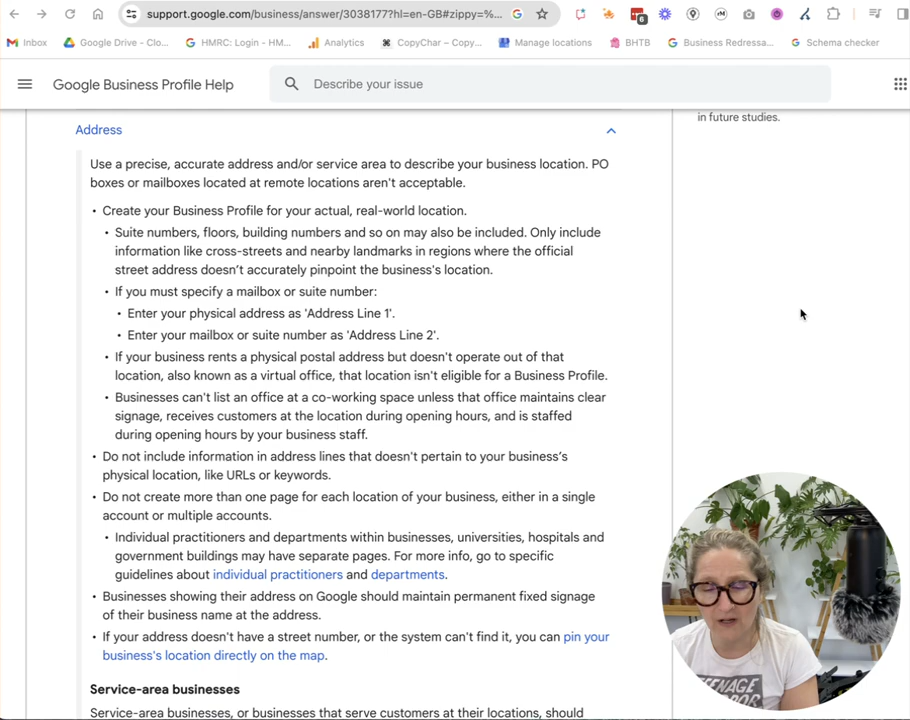 support.google.com/business/answer/3038177?hl=en-GB#zippy=%...
6
Inbox
Google Drive - Clo...
HMRC: Login - HM...
Analytics
CopyChar – Copy...
Manage locations
BHTB
Business Redressa...
Schema checker
Google Business Profile Help
Describe your issue
in future studies.
Address
Use a precise, accurate address and/or service area to describe your business location. PO
boxes or mailboxes located at remote locations aren't acceptable.
• Create your Business Profile for your actual, real-world location.
• Suite numbers, floors, building numbers and so on may also be included. Only include
information like cross-streets and nearby landmarks in regions where the official
street address doesn't accurately pinpoint the business's location.
• If you must specify a mailbox or suite number:
• Enter your physical address as 'Address Line 1'.
• Enter your mailbox or suite number as 'Address Line 2'.
• If your business rents a physical postal address but doesn't operate out of that
location, also known as a virtual office, that location isn't eligible for a Business Profile.
• Businesses can't list an office at a co-working space unless that office maintains clear
signage, receives customers at the location during opening hours, and is staffed
during opening hours by your business staff.
• Do not include information in address lines that doesn't pertain to your business's
physical location, like URLs or keywords.
• Do not create more than one page for each location of your business, either in a single
account or multiple accounts.
• Individual practitioners and departments within businesses, universities, hospitals and
government buildings may have separate pages. For more info, go to specific
guidelines about individual practitioners and departments.
• Businesses showing their address on Google should maintain permanent fixed signage
of their business name at the address.
• If your address doesn't have a street number, or the system can't find it, you can pin your
business's location directly on the map.
Service-area businesses
Service-area businesses, or businesses that serve customers at their locations, should
TEENAGE